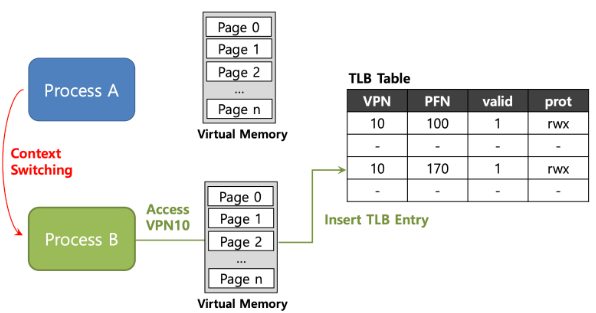 Page 0
Page 1
Page 2
...
Page n
Virtual Memory
Process A
Context
Switching
Process B
Access
VPN10
Page 0
Page 1
Page 2
...
Page n
Virtual Memory
Insert TLB Entry
TLB Table
VPN PFN valid prot
10 100 1 rwx
- - - -
10 170 1 rwx
- - - -